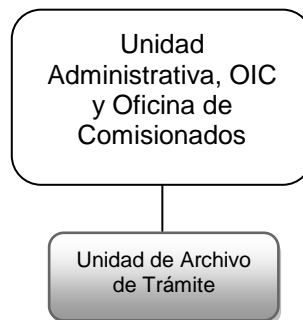 Unidad
Administrativa, OIC
y Oficina de
Comisionados
Unidad de Archivo
de Trámite